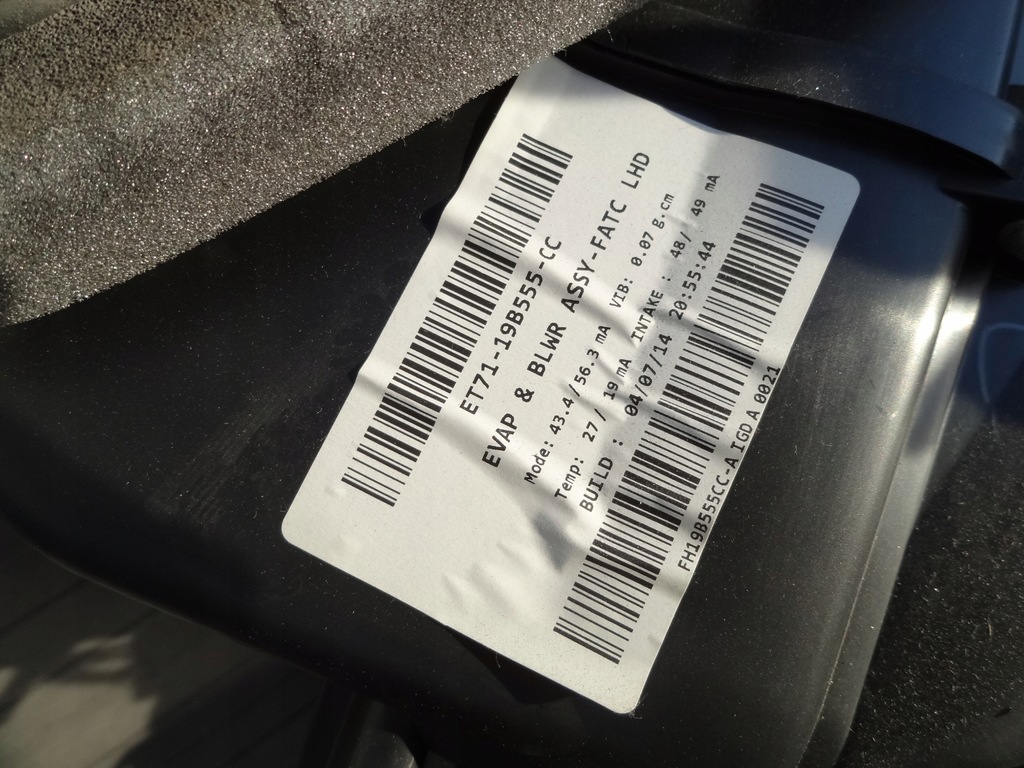 ET71-19B555-CC
EVAP & BLWR ASSY-FATC LHD
Mode: 43.4/56.3 mA VIB: 0.07 g.cm
Temp: 27/ 19 mA INTAKE : 48/ 49 mA
BUILD : 04/07/14 20:55:44
FH19B555CC-A IGD A 0021